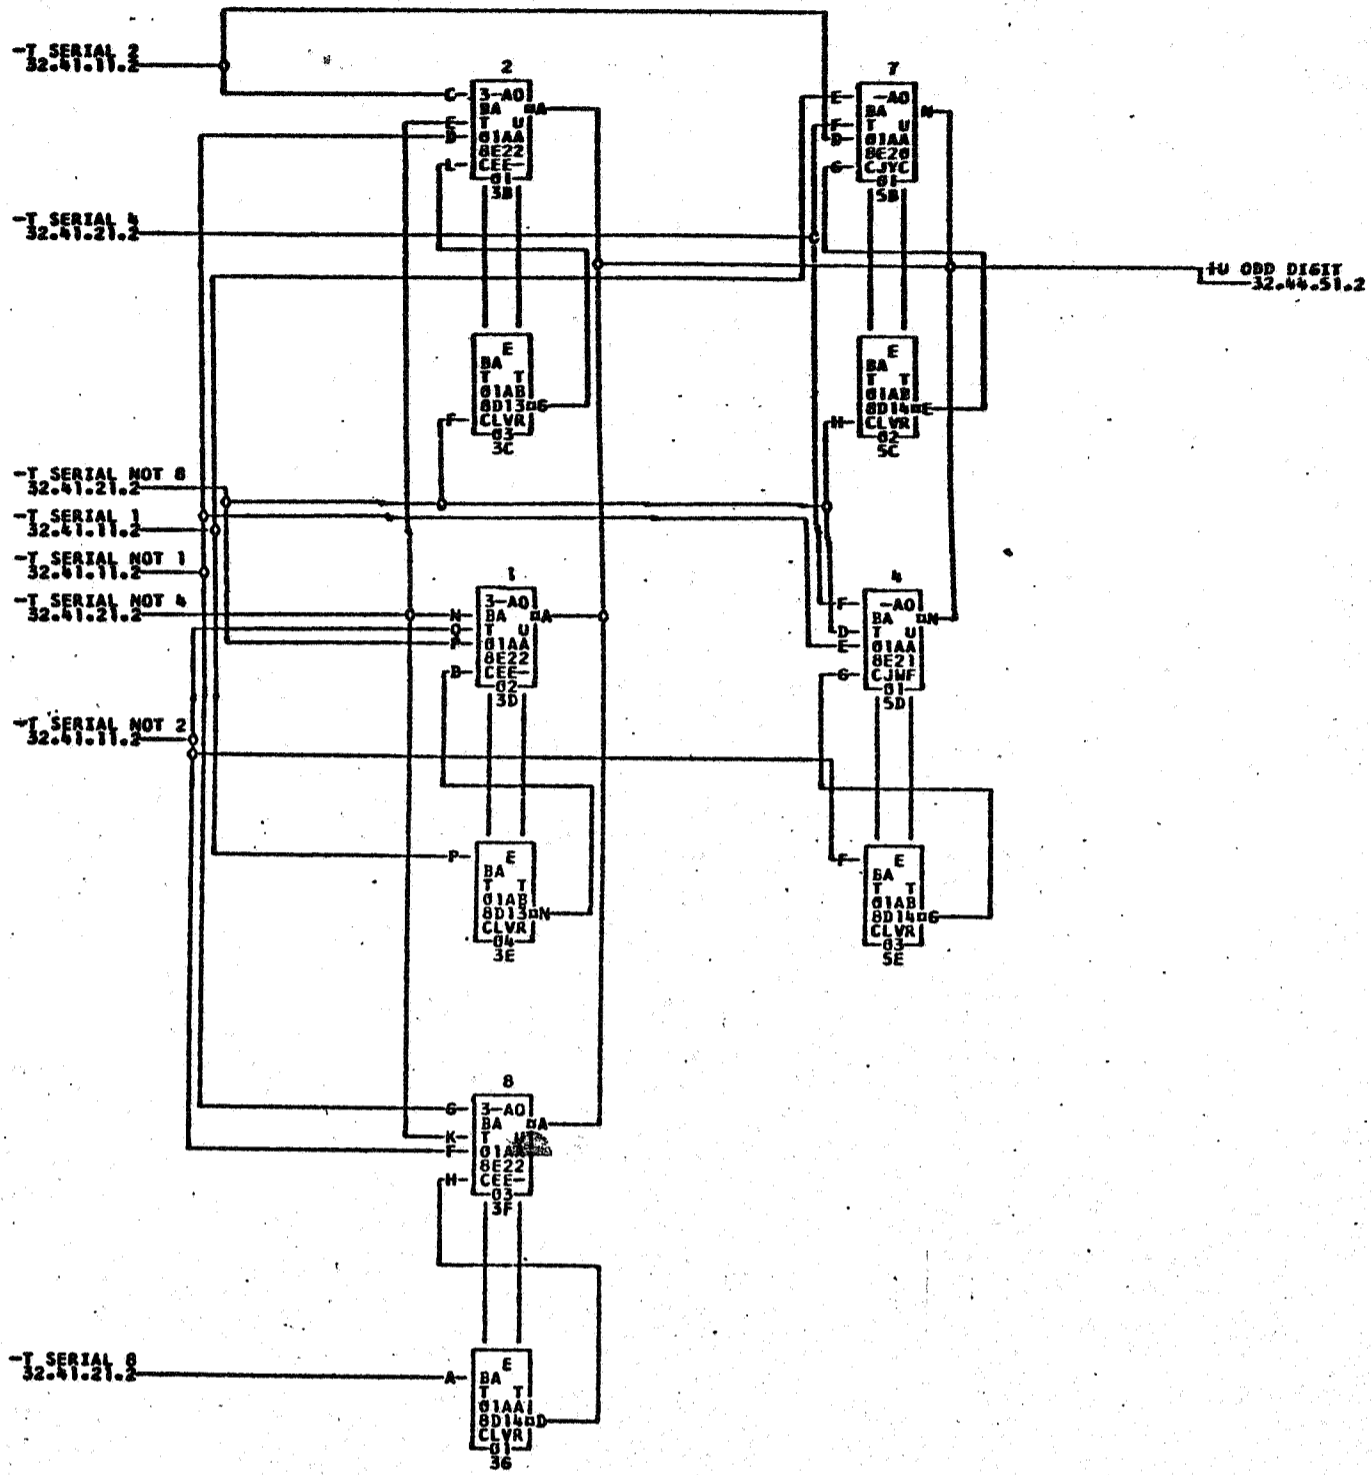 -T SERIAL 2
32.41.11.2
2
C- 3-AO
BA A
E T U
B 01AA
8E22
L CEE-
01
3B
7
E- -AO
BA N
F T U
D 01AA
8E20
G CJYC
01
5B
-T SERIAL 4
32.41.21.2
+U ODD DIGIT
32.44.51.2
E
BA
T T
01AB
8D13 G
F- CLVR
03
3C
E
BA
T T
01AB
8D14 E
H- CLVR
02
5C
-T SERIAL NOT 8
32.41.21.2
-T SERIAL 1
32.41.11.2
-T SERIAL NOT 1
32.41.11.2
-T SERIAL NOT 4
32.41.21.2
1
3-AO
N- BA A
Q T U
P 01AA
8E22
B- CEE-
02
3D
4
F- -AO
BA N
D T U
E 01AA
8E21
G- CJWF
01
5D
-T SERIAL NOT 2
32.41.11.2
P- E
BA
T T
01AB
8D13 N
CLVR
04
3E
F- E
BA
T T
01AB
8D14 G
CLVR
03
5E
8
G- 3-AO
BA A
K- T U
F 01AA
8E22
H- CEE-
03
3F
-T SERIAL 8
32.41.21.2
E
A- BA
T T
01AA
8D14 D
CLVR
01
3G